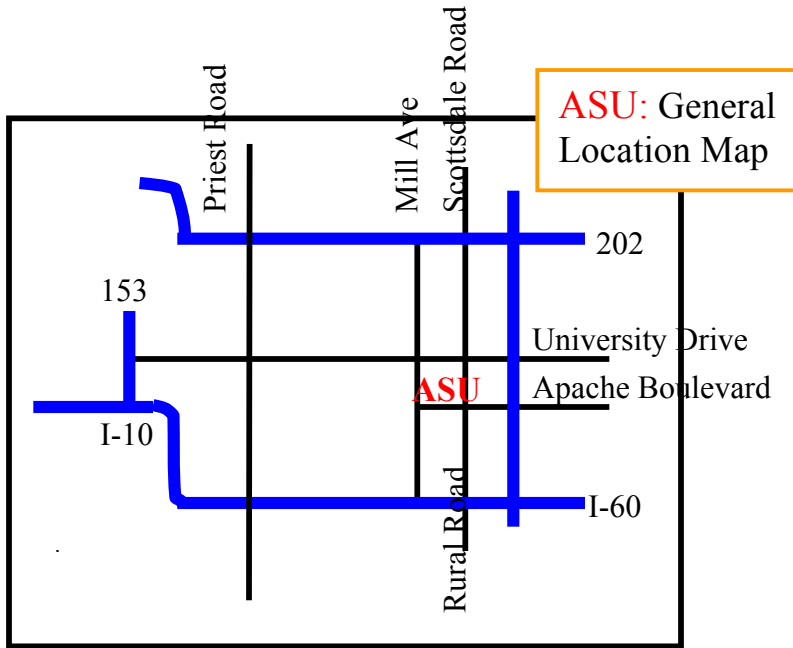 ASU: General
Location Map
Priest Road
Mill Ave
Scottsdale Road
202
153
University Drive
ASU
Apache Boulevard
I-10
I-60
Rural Road